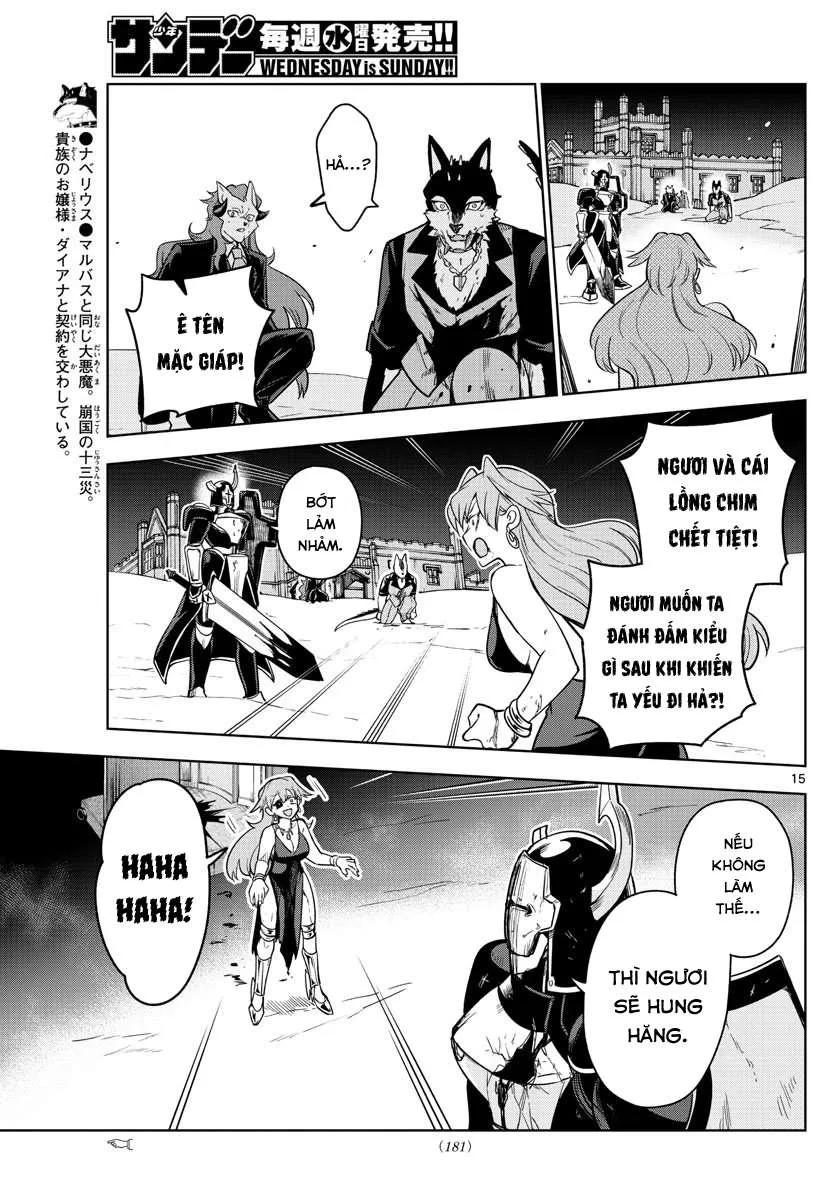 少年サンデー 毎週水曜日発売!!
WEDNESDAY is SUNDAY!!
●ナベリウス●マルバスと同じ大悪魔。崩国の十三災。
貴族のお嬢様・ダイアナと契約を交わしている。
HẢ...?
Ê TÊN
MẶC GIÁP!
NGƯƠI VÀ CÁI
LỒNG CHIM
CHẾT TIỆT!
NGƯƠI MUỐN TA
ĐÁNH ĐẤM KIỂU
GÌ SAU KHI KHIẾN
TA YẾU ĐI HẢ?!
BỚT
LẢM
NHẢM.
15
NẾU
KHÔNG
LÀM
THẾ...
THÌ NGƯƠI
SẼ HUNG
HĂNG.
HAHA
HAHA!
(181)